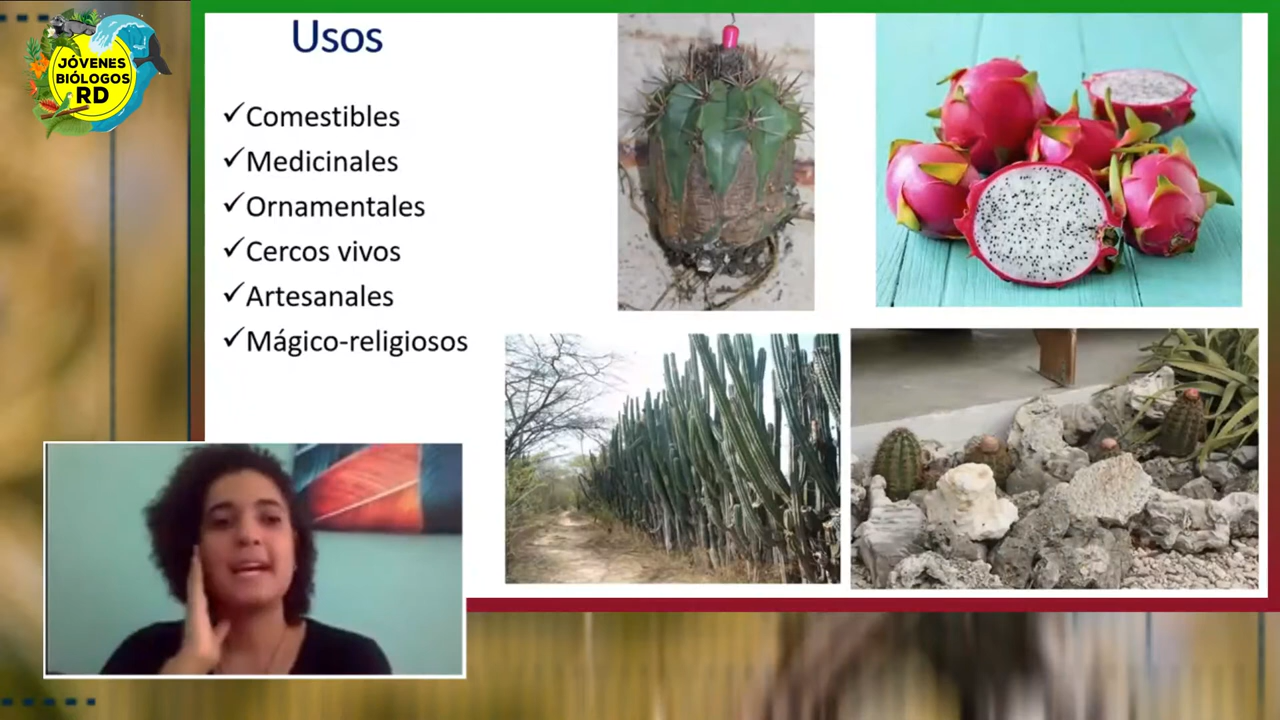 JÓVENES
BIÓLOGOS
RD
Usos
✓Comestibles
✓Medicinales
✓Ornamentales
✓Cercos vivos
✓Artesanales
✓Mágico-religiosos